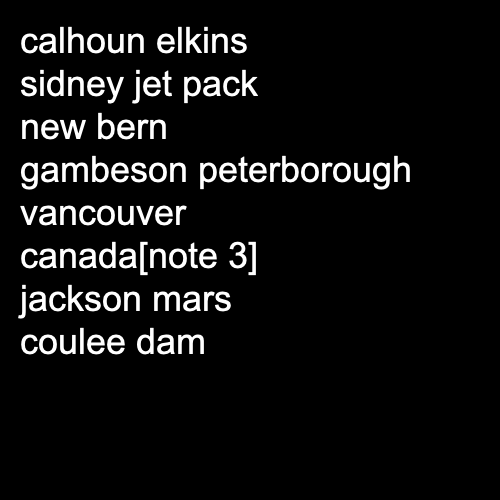 calhoun elkins
sidney jet pack
new bern
gambeson peterborough
vancouver
canada[note 3]
jackson mars
coulee dam